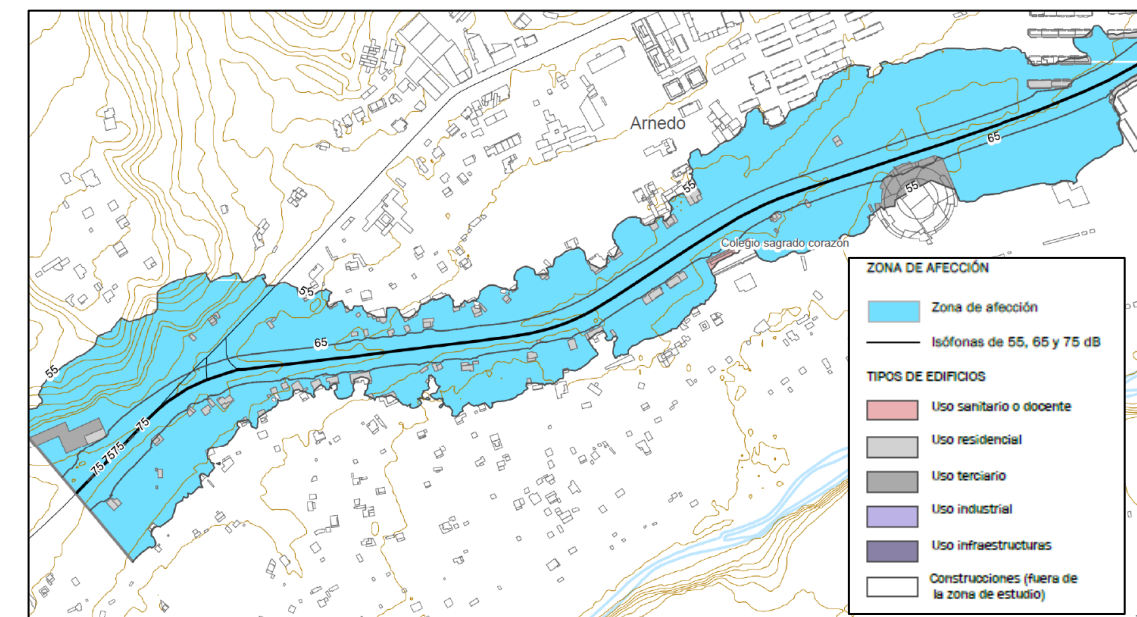 Arnedo
65
55
55
Colegio sagrado corazón
55
65
55
75
75
75
75
ZONA DE AFECCIÓN
Zona de afección
Isófonas de 55, 65 y 75 dB
TIPOS DE EDIFICIOS
Uso sanitario o docente
Uso residencial
Uso terciario
Uso industrial
Uso infraestructuras
Construcciones (fuera de
la zona de estudio)